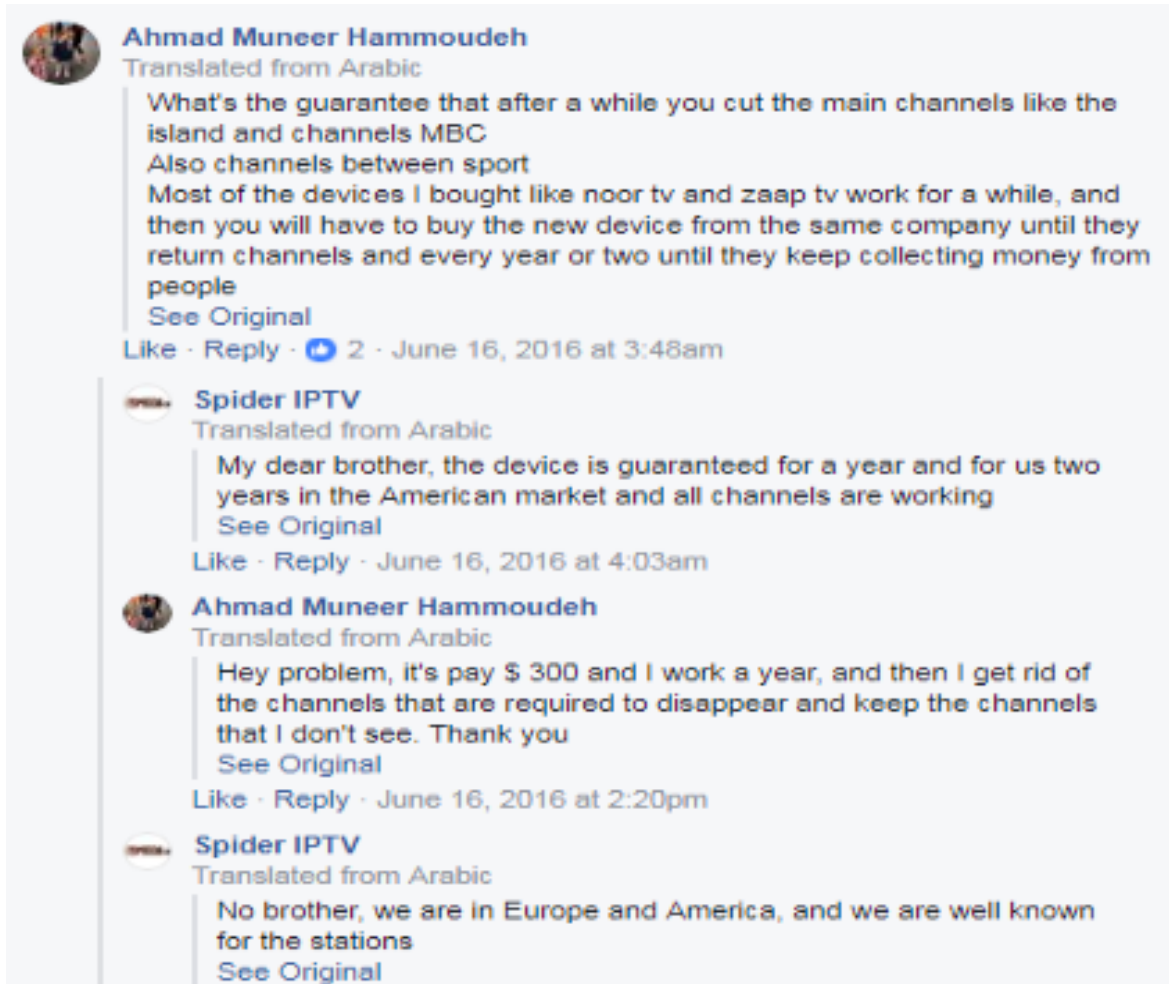 Ahmad Muneer Hammoudeh
Translated from Arabic
What's the guarantee that after a while you cut the main channels like the
island and channels MBC
Also channels between sport
Most of the devices I bought like noor tv and zaap tv work for a while, and
then you will have to buy the new device from the same company until they
return channels and every year or two until they keep collecting money from
people
See Original
Like · Reply · 2 · June 16, 2016 at 3:48am
Spider IPTV
Translated from Arabic
My dear brother, the device is guaranteed for a year and for us two
years in the American market and all channels are working
See Original
Like · Reply · June 16, 2016 at 4:03am
Ahmad Muneer Hammoudeh
Translated from Arabic
Hey problem, it's pay $ 300 and I work a year, and then I get rid of
the channels that are required to disappear and keep the channels
that I don't see. Thank you
See Original
Like · Reply · June 16, 2016 at 2:20pm
Spider IPTV
Translated from Arabic
No brother, we are in Europe and America, and we are well known
for the stations
See Original